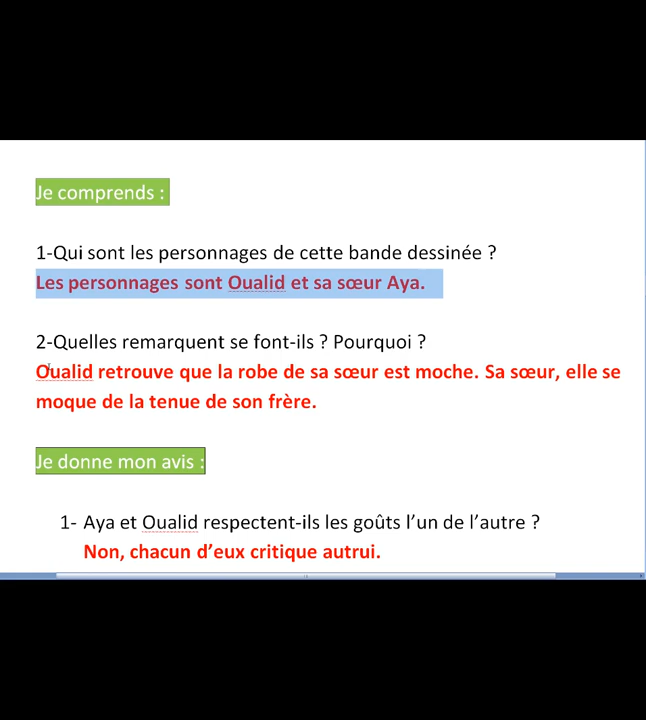 Je comprends :
1-Qui sont les personnages de cette bande dessinée ?
Les personnages sont Oualid et sa sœur Aya.
2-Quelles remarquent se font-ils ? Pourquoi ?
Oualid retrouve que la robe de sa sœur est moche. Sa sœur, elle se
moque de la tenue de son frère.
Je donne mon avis :
1- Aya et Oualid respectent-ils les goûts l’un de l’autre ?
Non, chacun d’eux critique autrui.